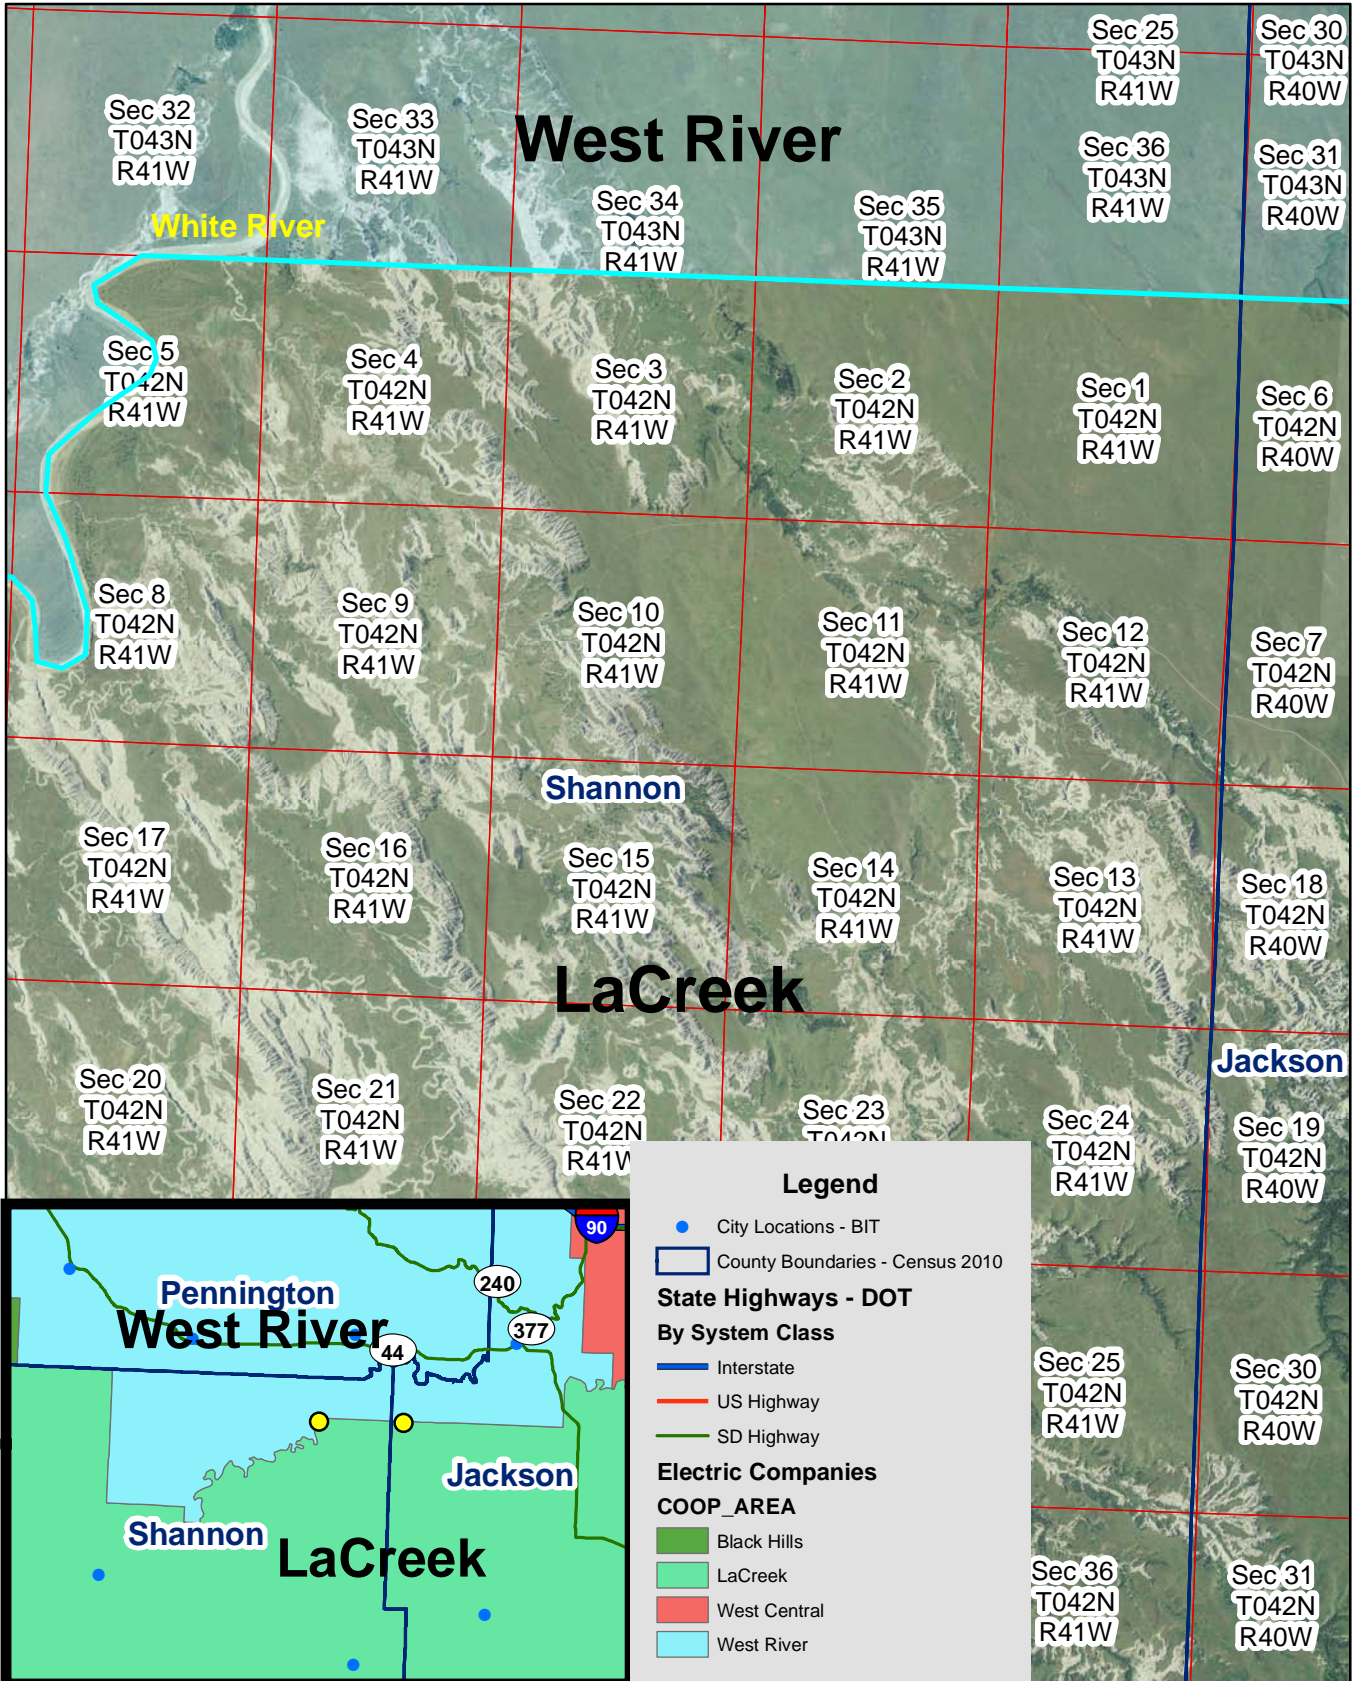 Sec 25
T043N
R41W
Sec 30
T043N
R40W
Sec 32
T043N
R41W
Sec 33
T043N
R41W
West River
Sec 36
T043N
R41W
Sec 31
T043N
R40W
Sec 34
T043N
R41W
Sec 35
T043N
R41W
White River
Sec 5
T042N
R41W
Sec 4
T042N
R41W
Sec 3
T042N
R41W
Sec 2
T042N
R41W
Sec 1
T042N
R41W
Sec 6
T042N
R40W
Sec 8
T042N
R41W
Sec 9
T042N
R41W
Sec 10
T042N
R41W
Sec 11
T042N
R41W
Sec 12
T042N
R41W
Sec 7
T042N
R40W
Shannon
Sec 17
T042N
R41W
Sec 16
T042N
R41W
Sec 15
T042N
R41W
Sec 14
T042N
R41W
Sec 13
T042N
R41W
Sec 18
T042N
R40W
LaCreek
Jackson
Sec 20
T042N
R41W
Sec 21
T042N
R41W
Sec 22
T042N
R41W
Sec 23
T042N
Sec 24
T042N
R41W
Sec 19
T042N
R40W
Sec 25
T042N
R41W
Sec 30
T042N
R40W
Sec 36
T042N
R41W
Sec 31
T042N
R40W
90
240
Pennington
West River
377
44
Jackson
Shannon
LaCreek
Legend
City Locations - BIT
County Boundaries - Census 2010
State Highways - DOT
By System Class
Interstate
US Highway
SD Highway
Electric Companies
COOP_AREA
Black Hills
LaCreek
West Central
West River